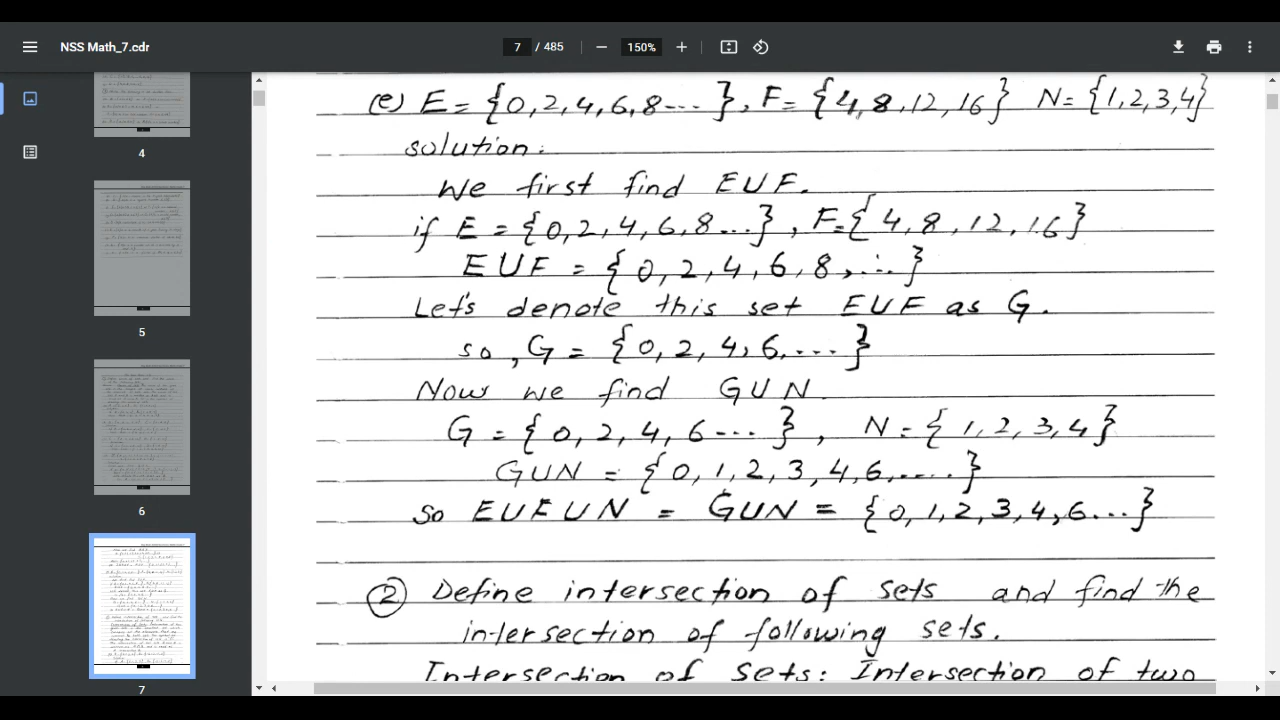 NSS Math_7.cdr
7 / 485
150%
4
5
6
7
(e) E = {0, 2, 4, 6, 8 ... }, F = {4, 8, 12, 16} N = {1, 2, 3, 4}
solution:
We first find EUF.
if E = {0, 2, 4, 6, 8 ...}, F = {4, 8, 12, 16}
EUF = {0, 2, 4, 6, 8, ...}
Let's denote this set EUF as G.
so, G = {0, 2, 4, 6, ....}
Now we find GUN
G = {0, 2, 4, 6 ... }, N = {1, 2, 3, 4}
GUN = {0, 1, 2, 3, 4, 6, .....}
So EUFUN = GUN = {0, 1, 2, 3, 4, 6...}
2 Define intersection of sets and find the
intersection of following sets.
Intersection of sets: Intersection of two